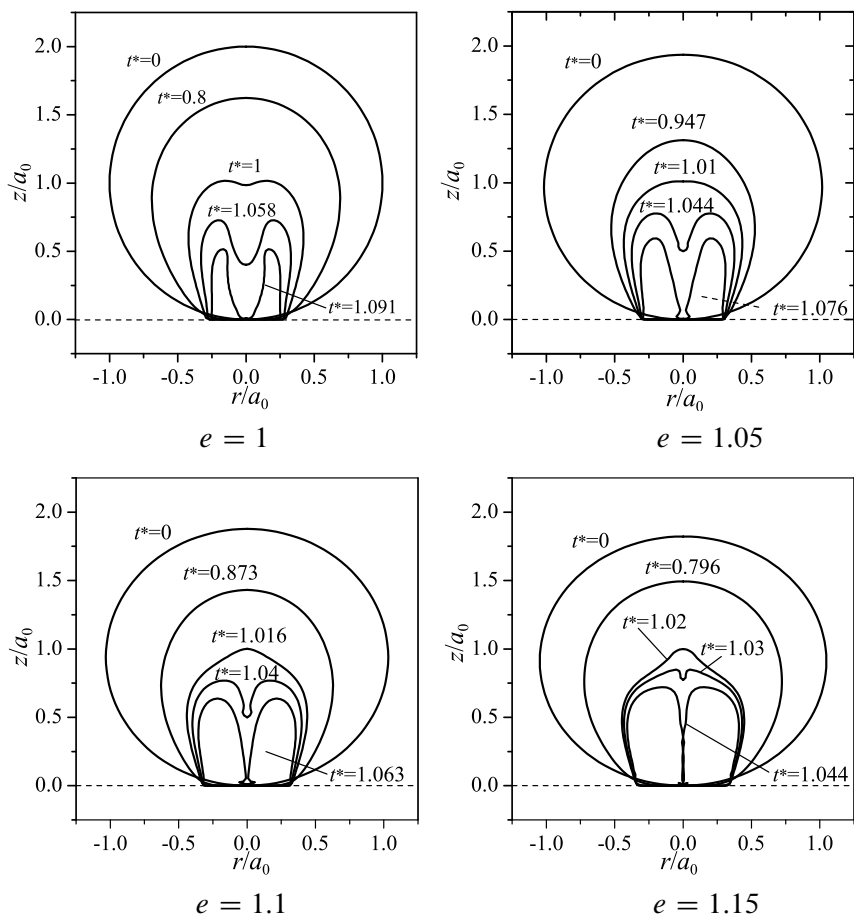 2.0
1.5
1.0
0.5
0.0
z/a₀
t*=0
t*=0.8
t*=1
t*=1.058
t*=1.091
-1.0 -0.5 0.0 0.5 1.0
r/a₀
e = 1
2.0
1.5
1.0
0.5
0.0
z/a₀
t*=0
t*=0.947
t*=1.01
t*=1.044
t*=1.076
-1.0 -0.5 0.0 0.5 1.0
r/a₀
e = 1.05
2.0
1.5
1.0
0.5
0.0
z/a₀
t*=0
t*=0.873
t*=1.016
t*=1.04
t*=1.063
-1.0 -0.5 0.0 0.5 1.0
r/a₀
e = 1.1
2.0
1.5
1.0
0.5
0.0
z/a₀
t*=0
t*=0.796
t*=1.02
t*=1.03
t*=1.044
-1.0 -0.5 0.0 0.5 1.0
r/a₀
e = 1.15